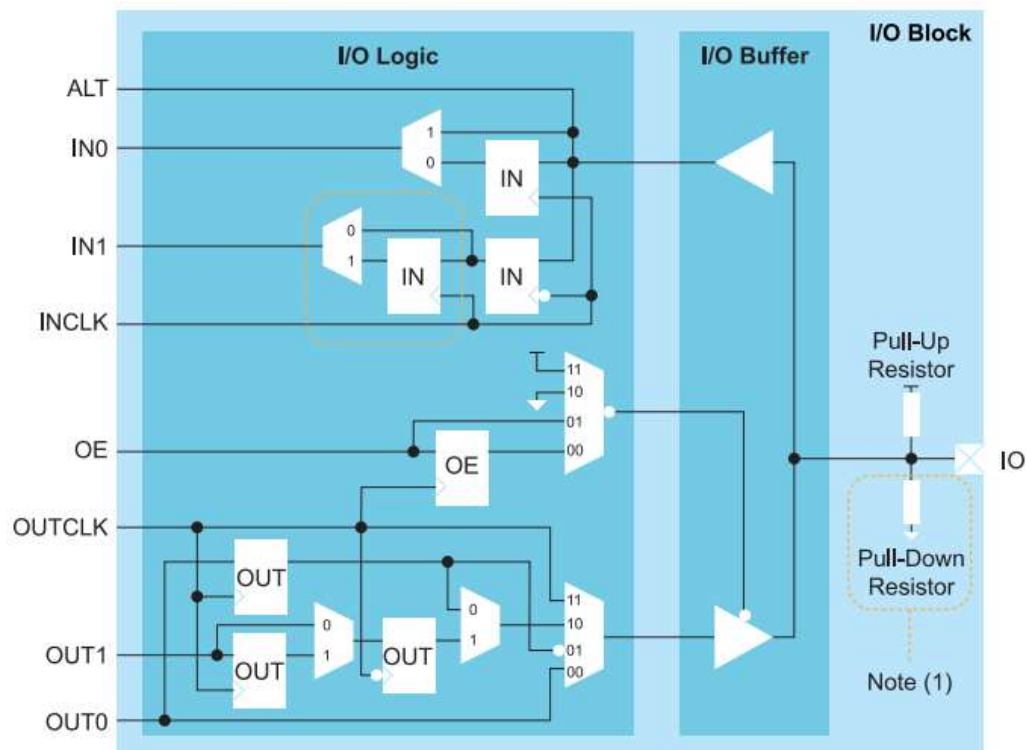 I/O Block
I/O Logic
I/O Buffer
ALT
IN0
1
0
IN
IN1
0
1
IN
IN
INCLK
Pull-Up
Resistor
11
10
01
00
OE
OE
IO
OUTCLK
Pull-Down
Resistor
OUT
0
1
0
1
11
10
01
00
OUT1
OUT
OUT
Note (1)
OUT0